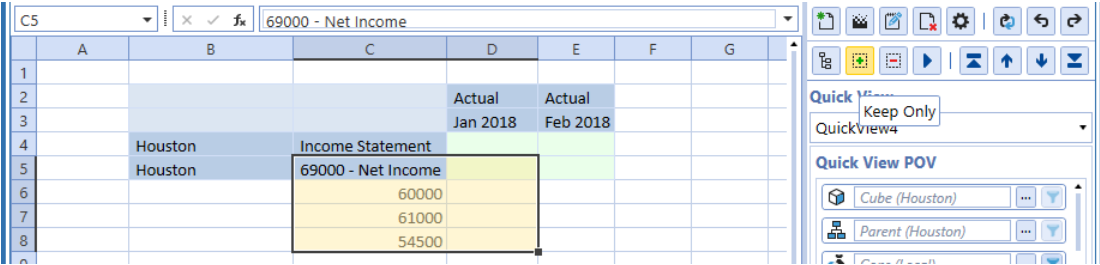 C5 fx 69000 - Net Income
A B C D E F G
1
2 Actual Actual
3 Jan 2018 Feb 2018
4 Houston Income Statement
5 Houston 69000 - Net Income
6 60000
7 61000
8 54500
Quick View
Keep Only
QuickView4
Quick View POV
Cube (Houston) ...
Parent (Houston) ...